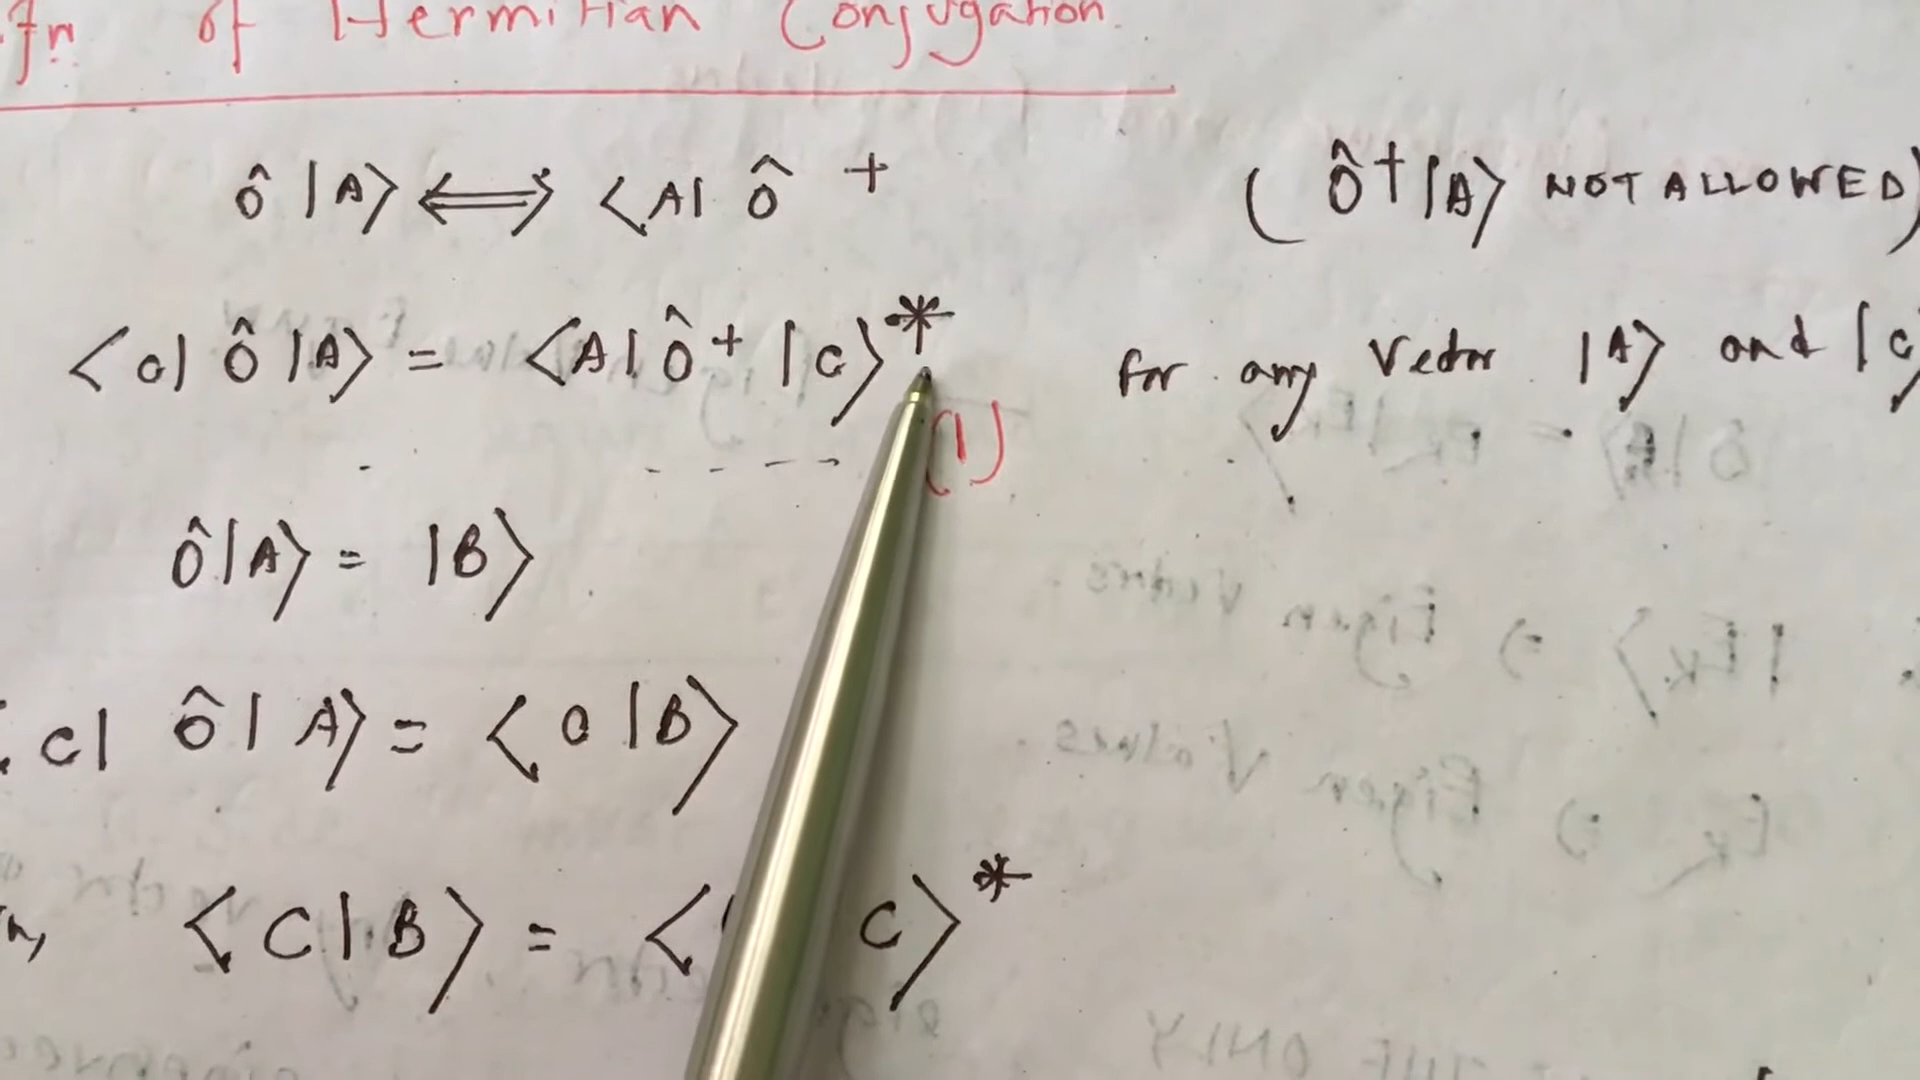 of Hermitian Conjugation.
Ô |A⟩ ⟺ ⟨A| Ô † ( Ô† |A⟩ NOT ALLOWED)
⟨C| Ô |A⟩ = ⟨A| Ô† |C⟩* for any Vector |A⟩ and |C⟩
- - - - (1)
Ô |A⟩ = |B⟩
C| Ô | A⟩ = ⟨C |B⟩
⟨C|B⟩ = ⟨ C⟩*